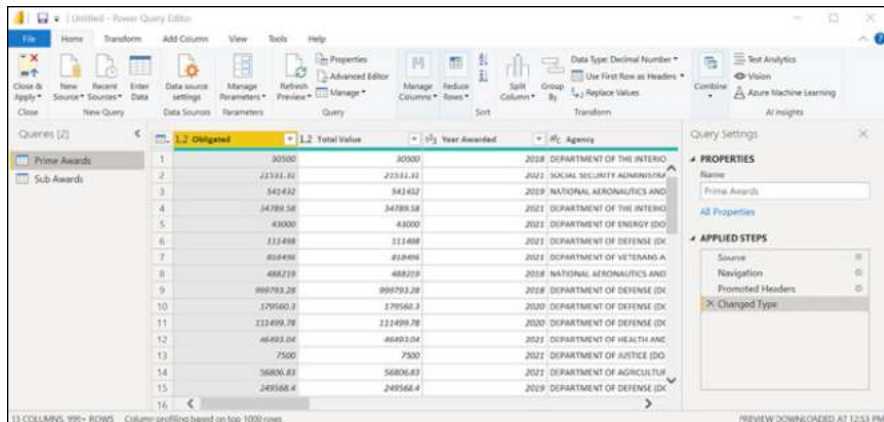 Untitled - Power Query Editor
File Home Transform Add Column View Tools Help
Close & Apply
New Source
Recent Sources
Enter Data
Data source settings
Manage Parameters
Refresh Preview
Properties
Advanced Editor
Manage
Manage Columns
Reduce Rows
Split Column
Group By
Data Type: Decimal Number
Use First Row as Headers
Replace Values
Combine
Text Analytics
Vision
Azure Machine Learning
Close New Query Data Sources Parameters Query Sort Transform AI Insights
Queries [2]
Prime Awards
Sub Awards
1.2 Obligated 1.2 Total Value 123 Year Awarded ABC Agency
1 30500 30500 2018 DEPARTMENT OF THE INTERIO
2 21531.31 21531.31 2021 SOCIAL SECURITY ADMINISTRA
3 541432 541432 2019 NATIONAL AERONAUTICS AND
4 34789.58 34789.58 2021 DEPARTMENT OF THE INTERIO
5 43000 43000 2021 DEPARTMENT OF ENERGY (DO
6 111498 111498 2021 DEPARTMENT OF DEFENSE (DO
7 818496 818496 2021 DEPARTMENT OF VETERANS A
8 488219 488219 2018 NATIONAL AERONAUTICS AND
9 999793.28 999793.28 2018 DEPARTMENT OF DEFENSE (DO
10 179560.3 179560.3 2020 DEPARTMENT OF DEFENSE (DO
11 111499.78 111499.78 2020 DEPARTMENT OF DEFENSE (DO
12 46493.04 46493.04 2021 DEPARTMENT OF HEALTH AND
13 7500 7500 2021 DEPARTMENT OF JUSTICE (DO
14 56806.83 56806.83 2021 DEPARTMENT OF AGRICULTUR
15 249568.4 249568.4 2019 DEPARTMENT OF DEFENSE (DO
16
Query Settings
PROPERTIES
Name
Prime Awards
All Properties
APPLIED STEPS
Source
Navigation
Promoted Headers
Changed Type
13 COLUMNS, 999+ ROWS Column profiling based on top 1000 rows
PREVIEW DOWNLOADED AT 12:53 PM